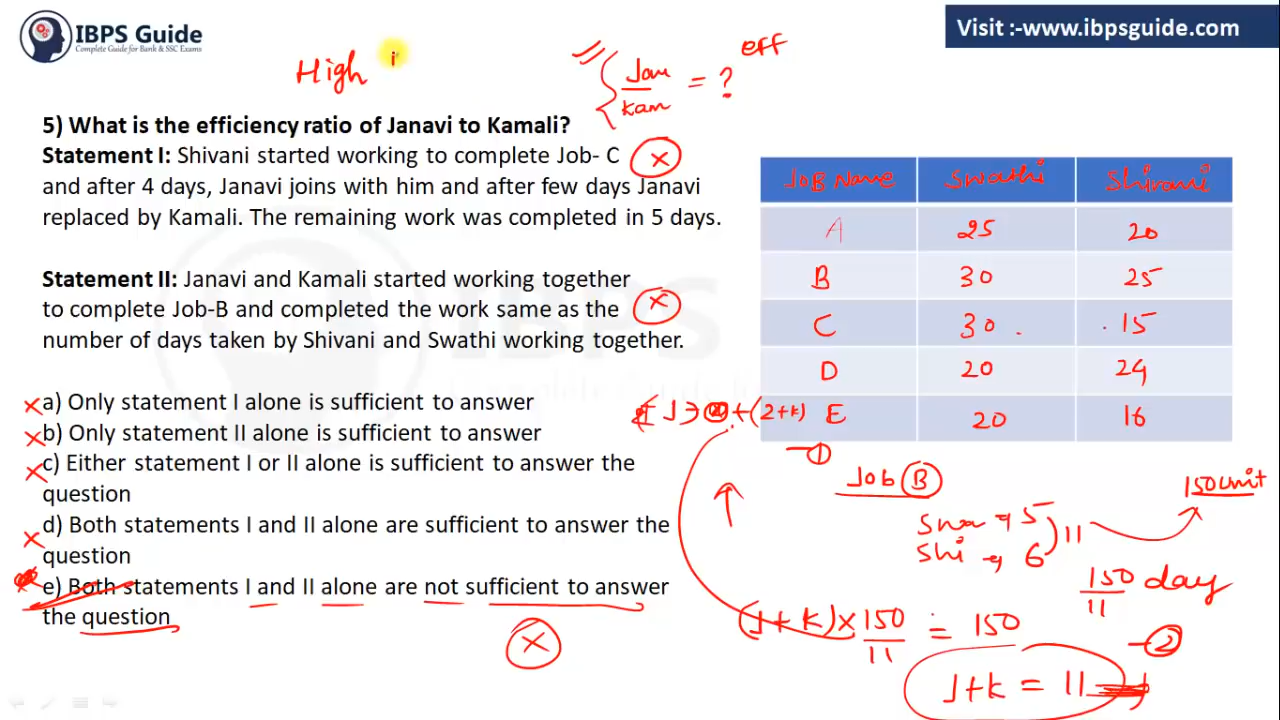 IBPS Guide
Complete Guide for Bank & SSC Exams
Visit :-www.ibpsguide.com
High i
Jan
kam
= ?
eff
5) What is the efficiency ratio of Janavi to Kamali?
Statement I: Shivani started working to complete Job- C
and after 4 days, Janavi joins with him and after few days Janavi
replaced by Kamali. The remaining work was completed in 5 days.
Statement II: Janavi and Kamali started working together
to complete Job-B and completed the work same as the
number of days taken by Shivani and Swathi working together.
a) Only statement I alone is sufficient to answer
b) Only statement II alone is sufficient to answer
c) Either statement I or II alone is sufficient to answer the
question
d) Both statements I and II alone are sufficient to answer the
question
e) Both statements I and II alone are not sufficient to answer
the question
JOB Name Swathi Shivani
A 25 20
B 30 25
C 30 15
D 20 24
E 20 16
+(2+k)
①
Job B
150 unit
Swa → 5
Shi → 6
11
150/11 day
(J+k)×150/11 = 150
②
J+k = 11